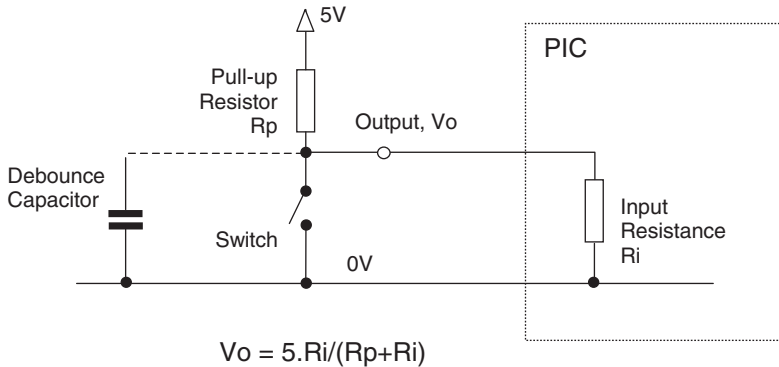 5V
PIC
Pull-up
Resistor
Rp
Output, Vo
Debounce
Capacitor
Switch
Input
Resistance
Ri
0V
Vo = 5.Ri/(Rp+Ri)